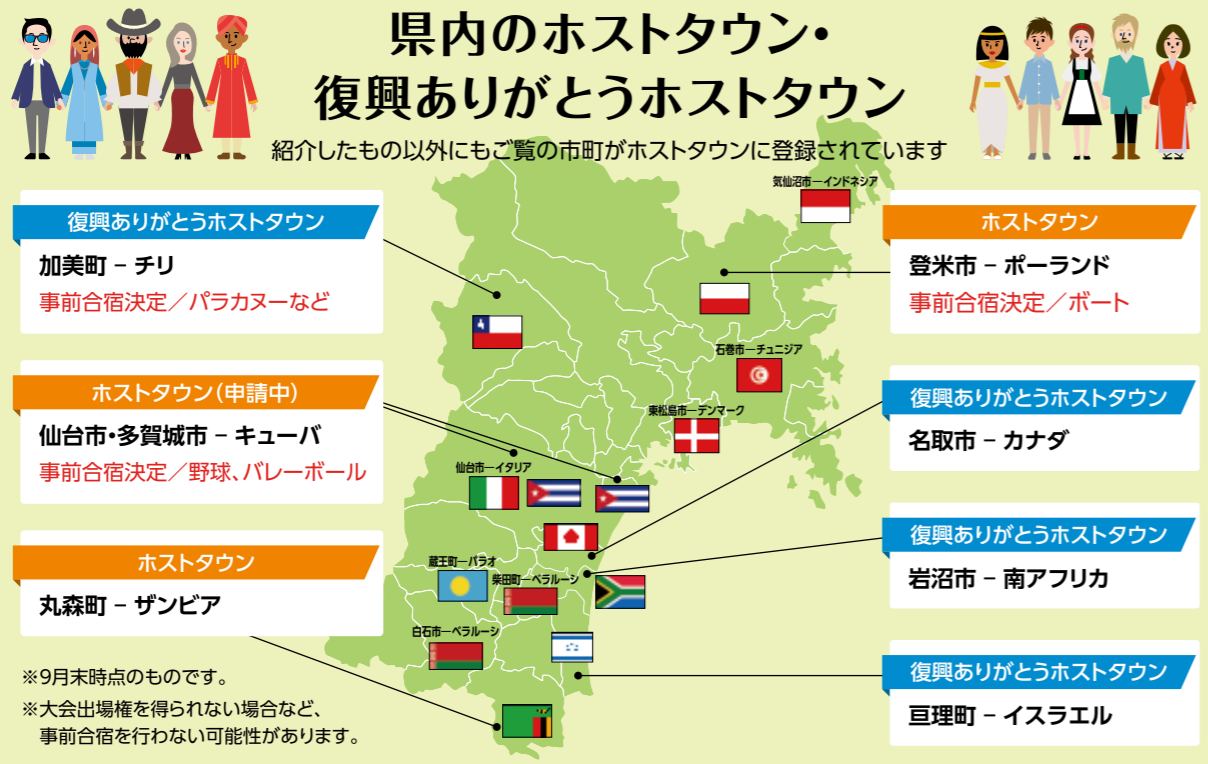 県内のホストタウン・
復興ありがとうホストタウン
紹介したもの以外にもご覧の市町がホストタウンに登録されています
復興ありがとうホストタウン
加美町 − チリ
事前合宿決定／パラカヌーなど
ホストタウン（申請中）
仙台市・多賀城市 − キューバ
事前合宿決定／野球、バレーボール
ホストタウン
丸森町 − ザンビア
※9月末時点のものです。
※大会出場権を得られない場合など、
事前合宿を行わない可能性があります。
気仙沼市―インドネシア
石巻市―チュニジア
東松島市―デンマーク
仙台市―イタリア
蔵王町―パラオ
柴田町―ベラルーシ
白石市―ベラルーシ
ホストタウン
登米市 − ポーランド
事前合宿決定／ボート
復興ありがとうホストタウン
名取市 − カナダ
復興ありがとうホストタウン
岩沼市 − 南アフリカ
復興ありがとうホストタウン
亘理町 − イスラエル